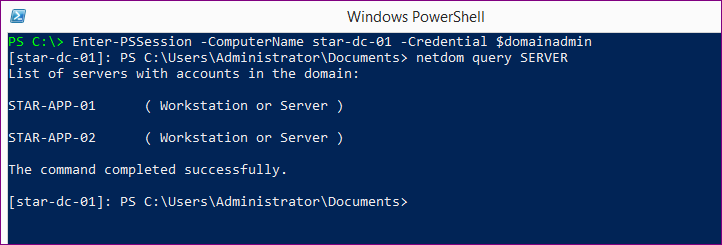 Windows PowerShell
PS C:\> Enter-PSSession -ComputerName star-dc-01 -Credential $domainadmin
[star-dc-01]: PS C:\Users\Administrator\Documents> netdom query SERVER
List of servers with accounts in the domain:
STAR-APP-01      ( Workstation or Server )
STAR-APP-02      ( Workstation or Server )
The command completed successfully.
[star-dc-01]: PS C:\Users\Administrator\Documents>